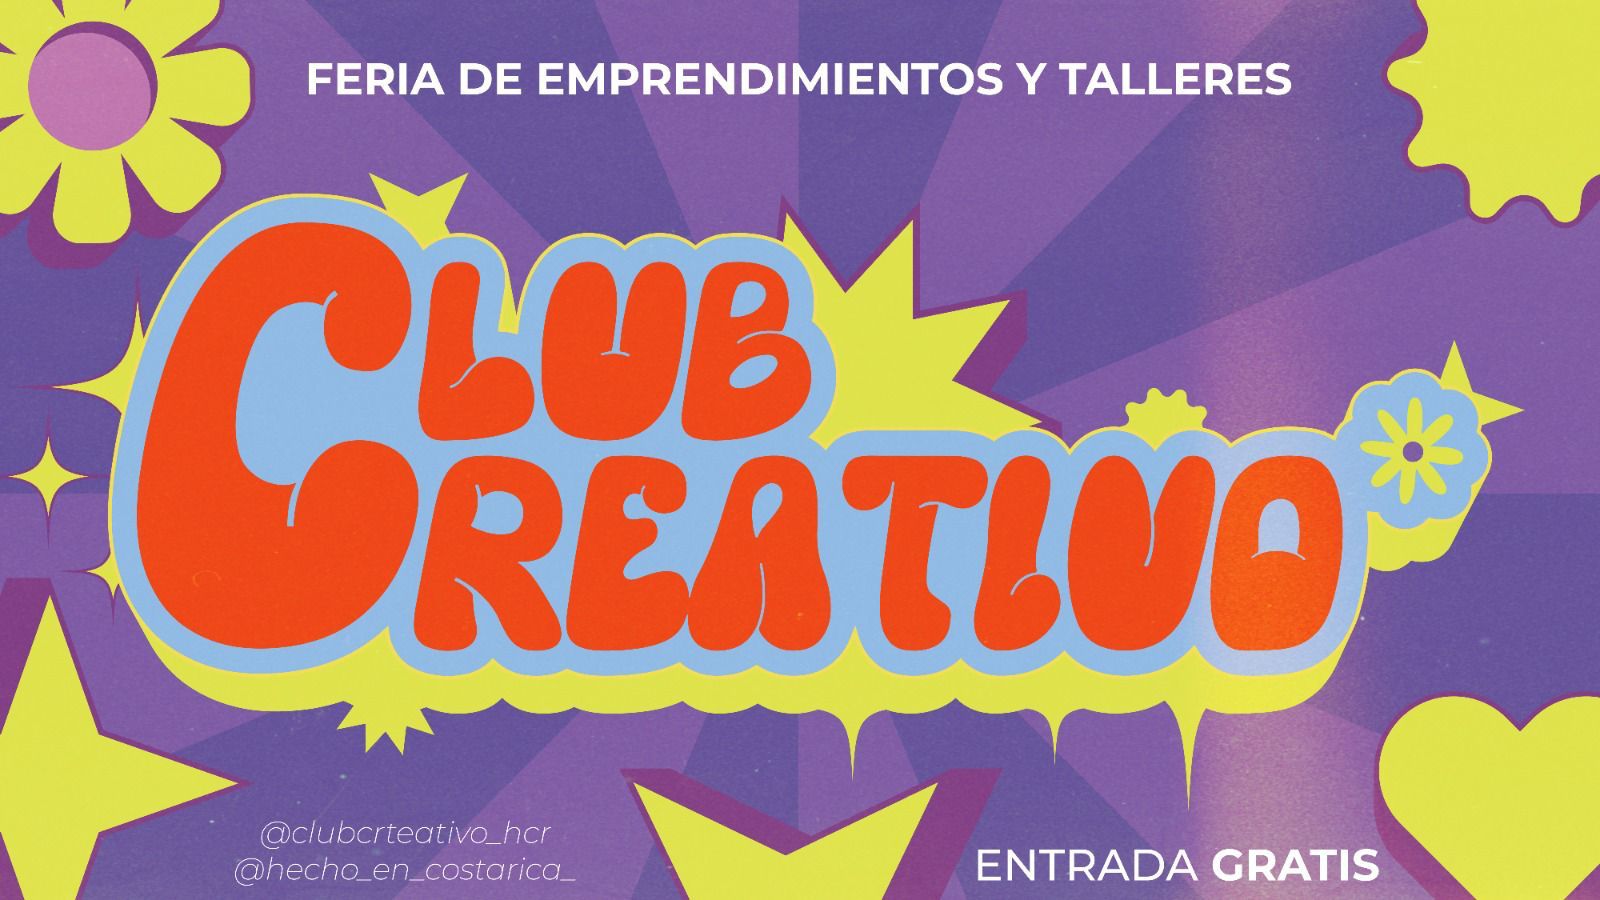 FERIA DE EMPRENDIMIENTOS Y TALLERES
CLUB
CREATIVO
@clubcrteativo_hcr
@hecho_en_costarica_
ENTRADA GRATIS